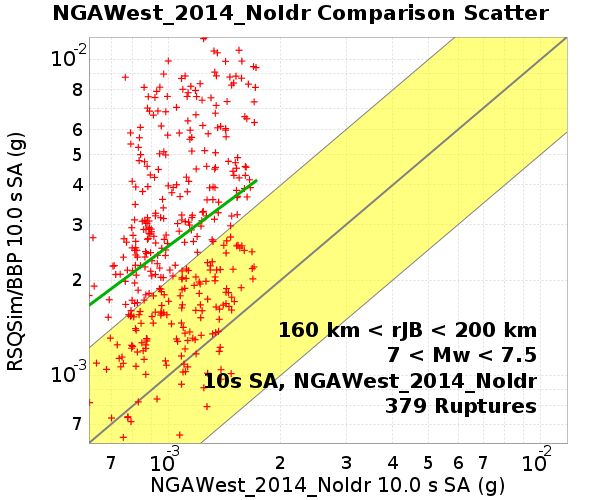 NGAWest_2014_NoIdr Comparison Scatter
RSQSim/BBP 10.0 s SA (g)
10-2
8
6
5
4
3
2
10-3
7
160 km < rJB < 200 km
7 < Mw < 7.5
10s SA, NGAWest_2014_NoIdr
379 Ruptures
7 10-3 2 3 4 5 6 7 10-2
NGAWest_2014_NoIdr 10.0 s SA (g)